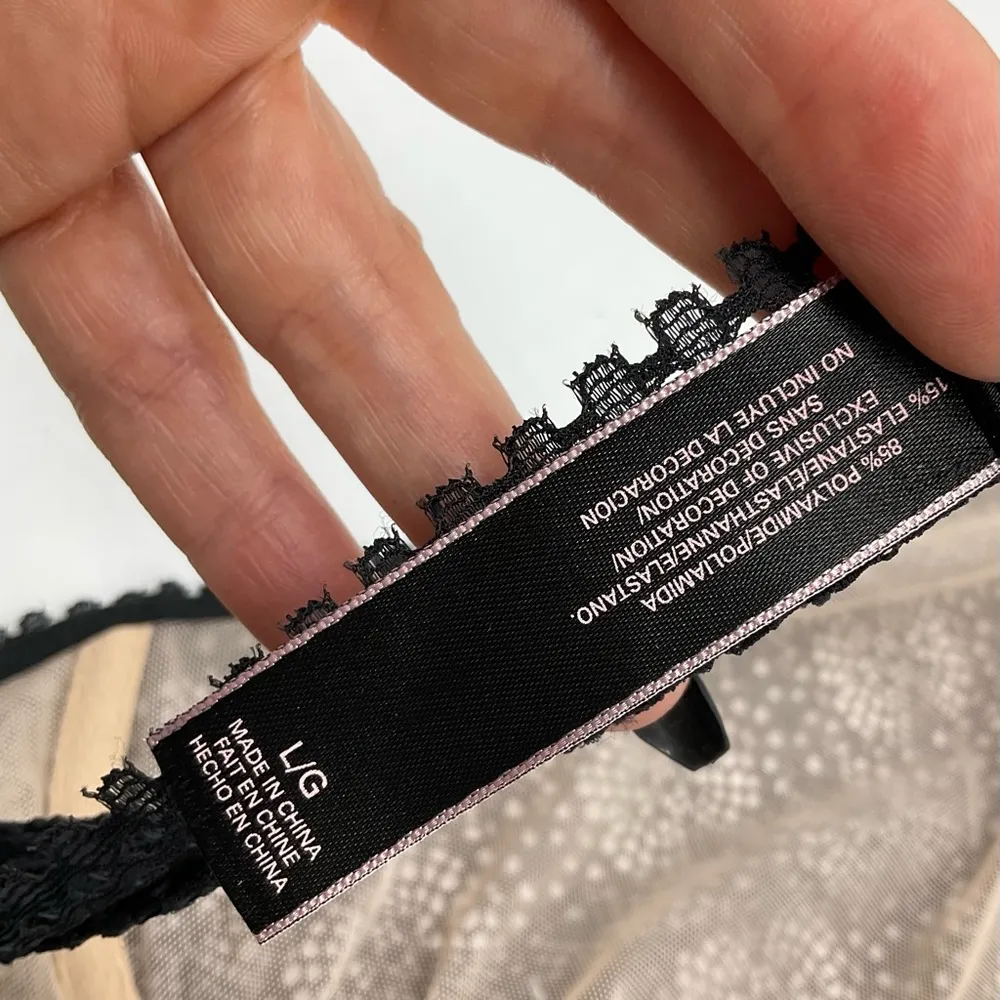 85% POLYAMIDE/POLIAMIDA
15% ELASTANE/ELASTHANNE/ELASTANO.
EXCLUSIVE OF DECORATION/
SANS DECORATION/
NO INCLUYE LA DECORACIÓN
L/G
MADE IN CHINA
FAIT EN CHINE
HECHO EN CHINA